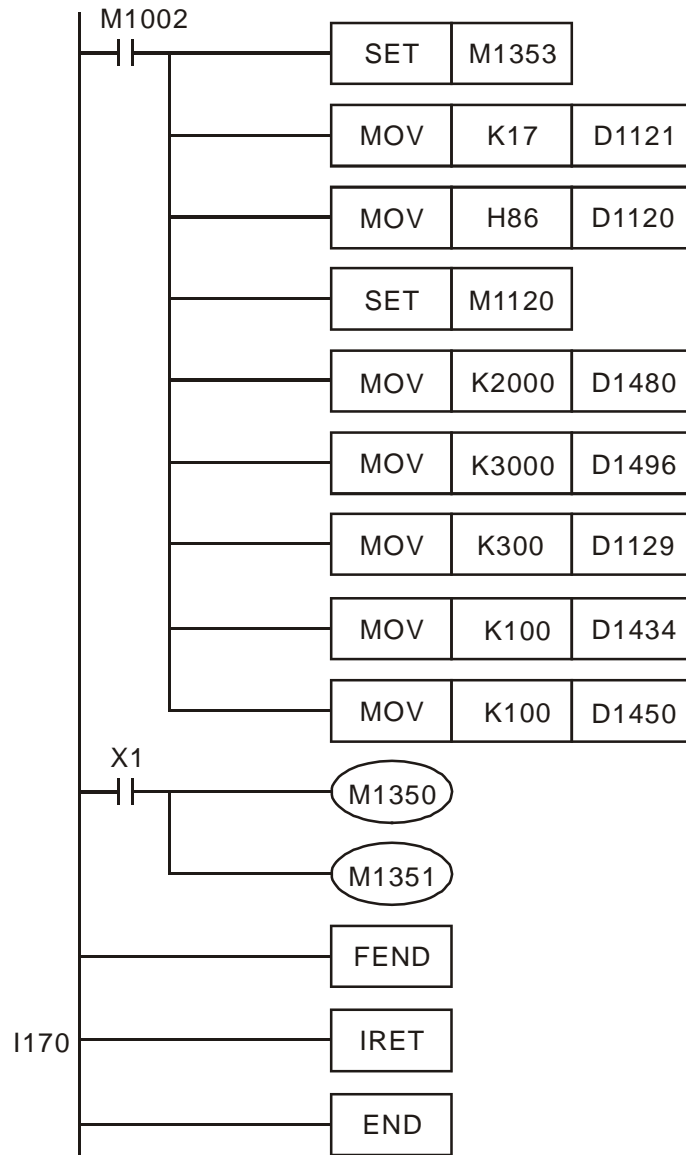 M1002
SET M1353
MOV K17 D1121
MOV H86 D1120
SET M1120
MOV K2000 D1480
MOV K3000 D1496
MOV K300 D1129
MOV K100 D1434
MOV K100 D1450
X1
M1350
M1351
FEND
I170 IRET
END